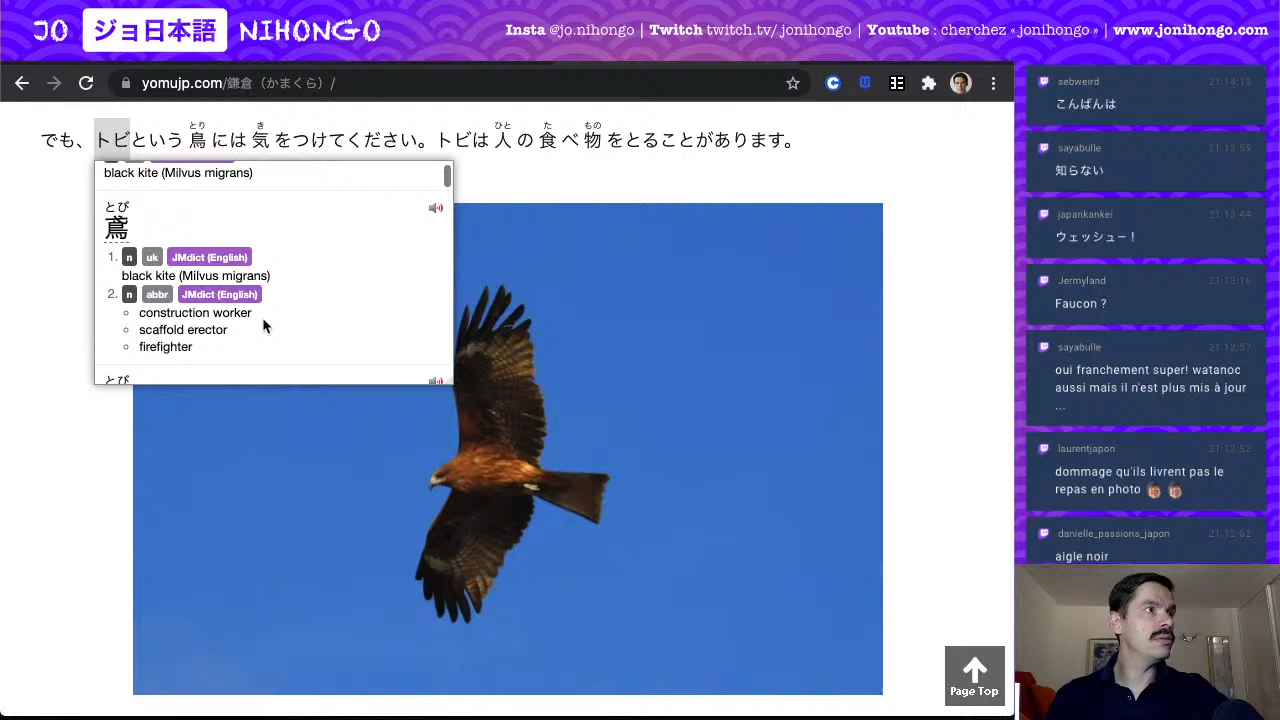 JO ジョ日本語 NIHONGO
Insta @jo.nihongo | Twitch twitch.tv/jonihongo | Youtube : cherchez « jonihongo » | www.jonihongo.com
yomujp.com/鎌倉（かまくら）/
とり き ひと た もの
でも、トビという鳥には気をつけてください。トビは人の食べ物をとることがあります。
black kite (Milvus migrans)
とび
鳶
1. n uk JMdict (English)
black kite (Milvus migrans)
2. n abbr JMdict (English)
construction worker
scaffold erector
firefighter
とび
Page Top
sebweird 21:14:13
こんばんは
sayabulle 21:13:59
知らない
japankankei 21:13:44
ウェッシュー！
Jermyland 21:13:16
Faucon ?
sayabulle 21:12:57
oui franchement super! watanoc
aussi mais il n'est plus mis à jour
...
laurentjapon 21:12:52
dommage qu'ils livrent pas le
repas en photo
danielle_passions_japon 21:12:52
aigle noir